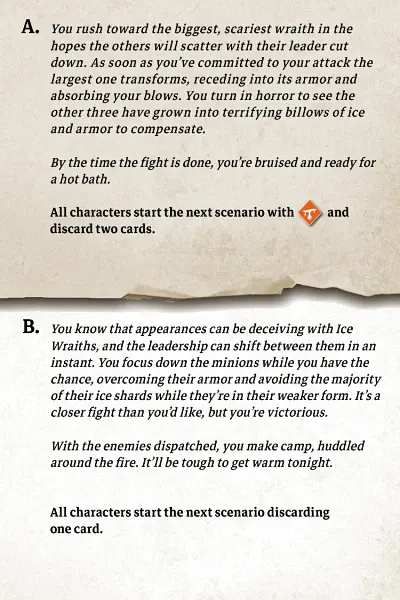 A. You rush toward the biggest, scariest wraith in the
hopes the others will scatter with their leader cut
down. As soon as you've committed to your attack the
largest one transforms, receding into its armor and
absorbing your blows. You turn in horror to see the
other three have grown into terrifying billows of ice
and armor to compensate.
By the time the fight is done, you're bruised and ready for
a hot bath.
All characters start the next scenario with and
discard two cards.
B. You know that appearances can be deceiving with Ice
Wraiths, and the leadership can shift between them in an
instant. You focus down the minions while you have the
chance, overcoming their armor and avoiding the majority
of their ice shards while they're in their weaker form. It's a
closer fight than you'd like, but you're victorious.
With the enemies dispatched, you make camp, huddled
around the fire. It'll be tough to get warm tonight.
All characters start the next scenario discarding
one card.